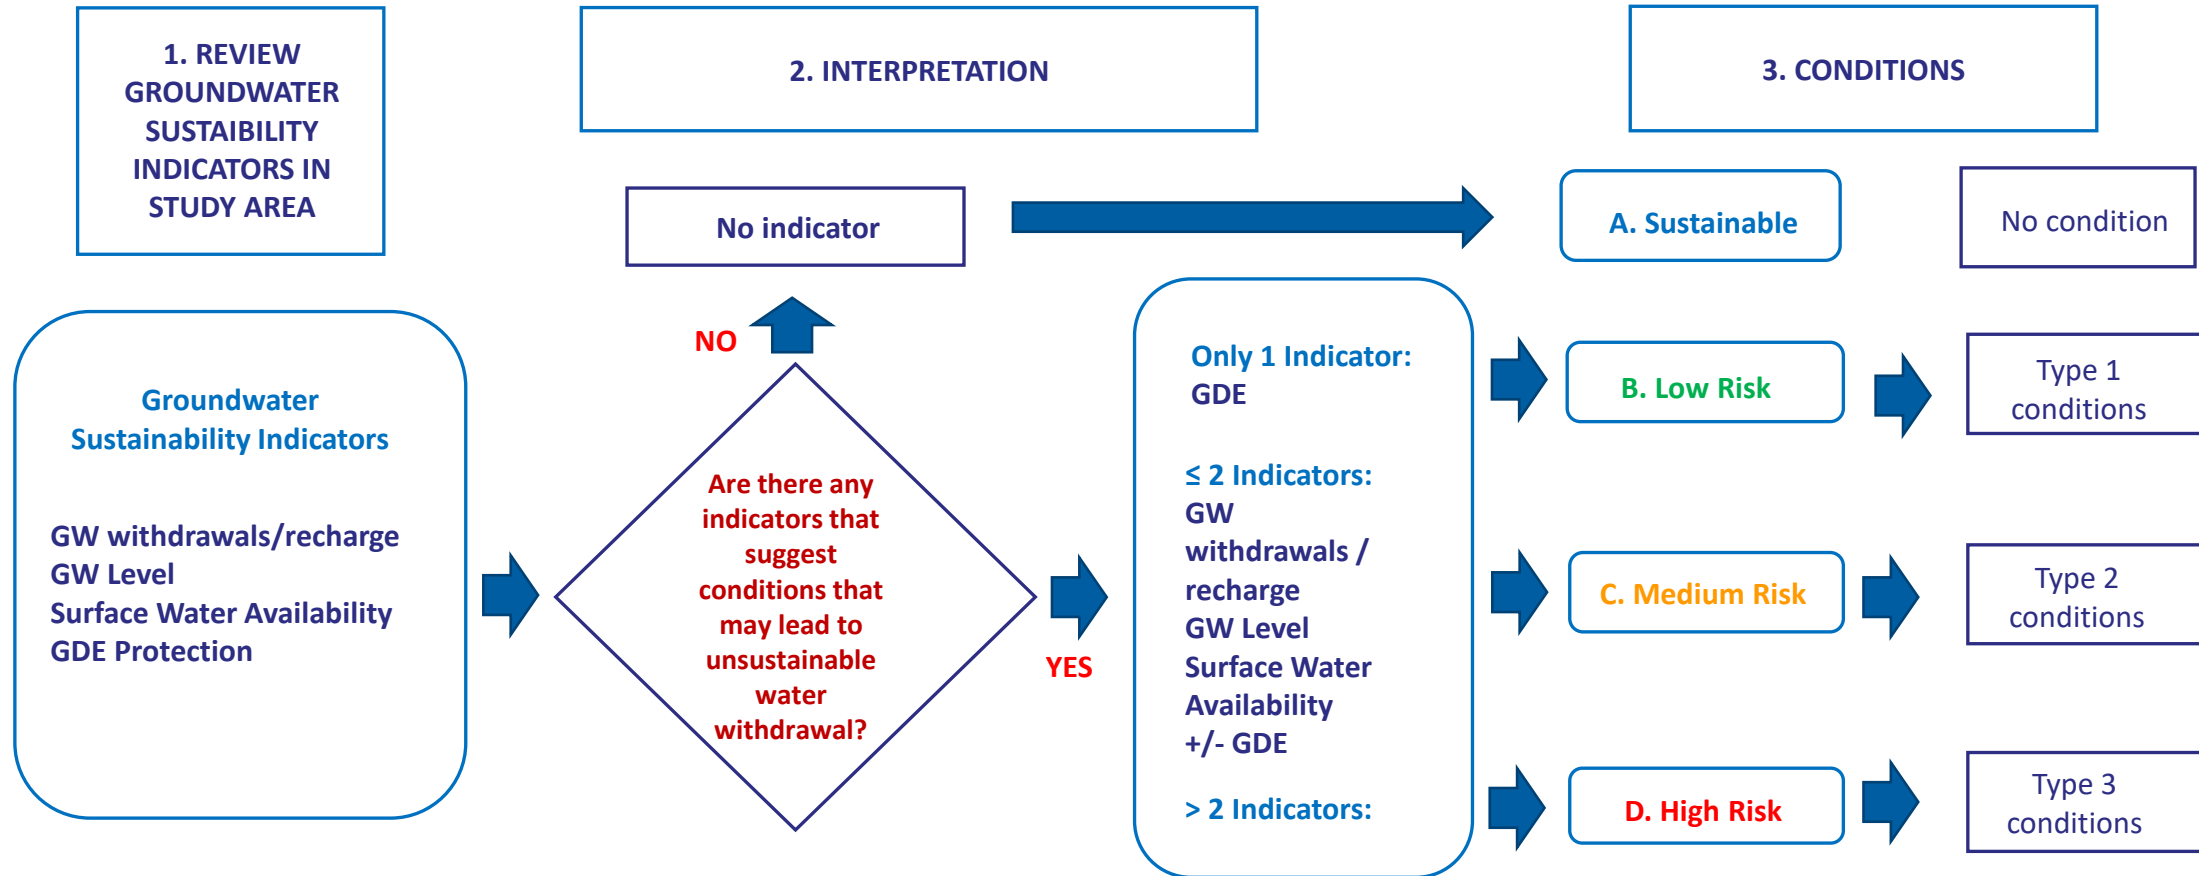 1. REVIEW
GROUNDWATER
SUSTAIBILITY
INDICATORS IN
STUDY AREA
2. INTERPRETATION
3. CONDITIONS
No indicator
A. Sustainable
No condition
NO
Groundwater
Sustainability Indicators
GW withdrawals/recharge
GW Level
Surface Water Availability
GDE Protection
Are there any
indicators that
suggest
conditions that
may lead to
unsustainable
water
withdrawal?
YES
Only 1 Indicator:
GDE
≤ 2 Indicators:
GW
withdrawals /
recharge
GW Level
Surface Water
Availability
+/- GDE
> 2 Indicators:
B. Low Risk
Type 1
conditions
C. Medium Risk
Type 2
conditions
D. High Risk
Type 3
conditions